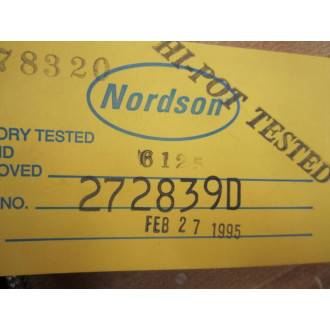 78320
HI-POT TESTED
Nordson
ORY TESTED
ND
OVED 6125
NO. 272839D
FEB 27 1995